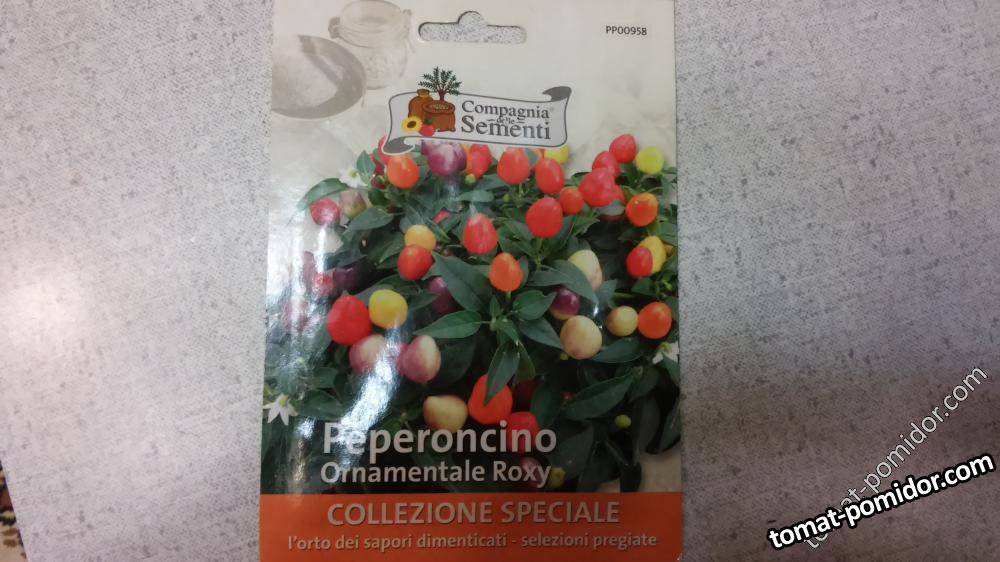 PP00958
Compagnia
delle
Sementi
Peperoncino
Ornamentale Roxy
COLLEZIONE SPECIALE
l'orto dei sapori dimenticati - selezioni pregiate
tomat-pomidor.com
tomat-pomidor.com